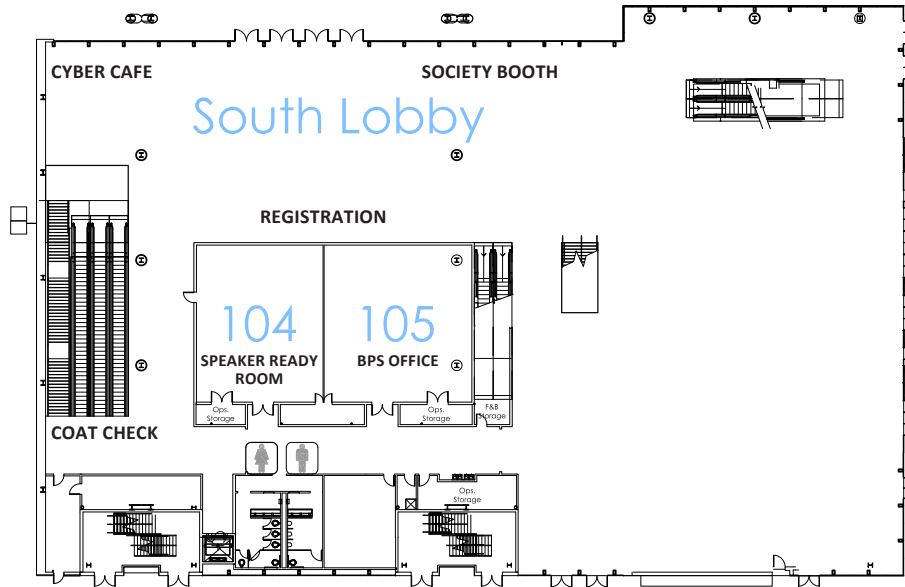 CYBER CAFE
SOCIETY BOOTH
South Lobby
REGISTRATION
104
SPEAKER READY
ROOM
105
BPS OFFICE
Ops.
Storage
Ops.
Storage
F&B
Storage
COAT CHECK
Ops.
Storage